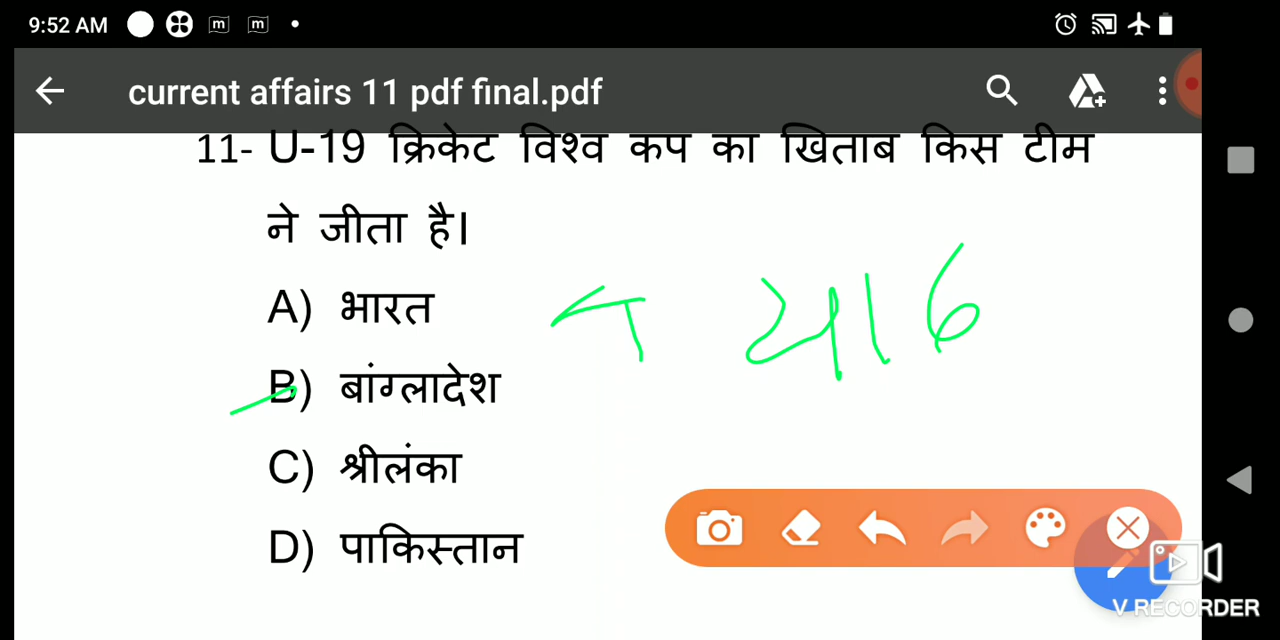 9:52 AM
current affairs 11 pdf final.pdf
11- U-19 क्रिकेट विश्व कप का खिताब किस टीम
ने जीता है।
A) भारत
B) बांग्लादेश
C) श्रीलंका
D) पाकिस्तान
V RECORDER